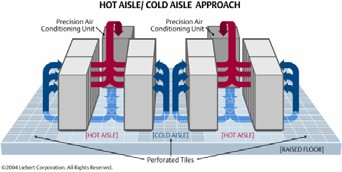 HOT AISLE/ COLD AISLE APPROACH
Precision Air
Conditioning Unit
Precision Air
Conditioning Unit
[HOT AISLE]
[COLD AISLE]
[HOT AISLE]
[RAISED FLOOR]
Perforated Tiles
©2004 Liebert Corporation. All Rights Reserved.